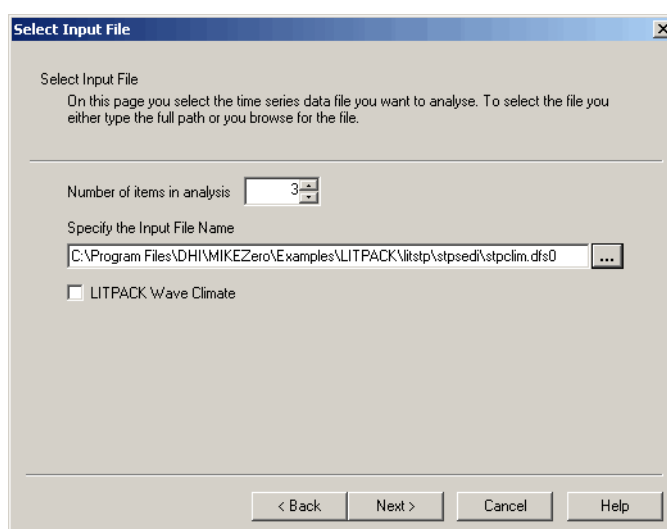 Select Input File
Select Input File
On this page you select the time series data file you want to analyse. To select the file you
either type the full path or you browse for the file.
Number of items in analysis 3
Specify the Input File Name
C:\Program Files\DHI\MIKEZero\Examples\LITPACK\litstp\stpsedi\stpclim.dfs0 ...
LITPACK Wave Climate
< Back Next > Cancel Help